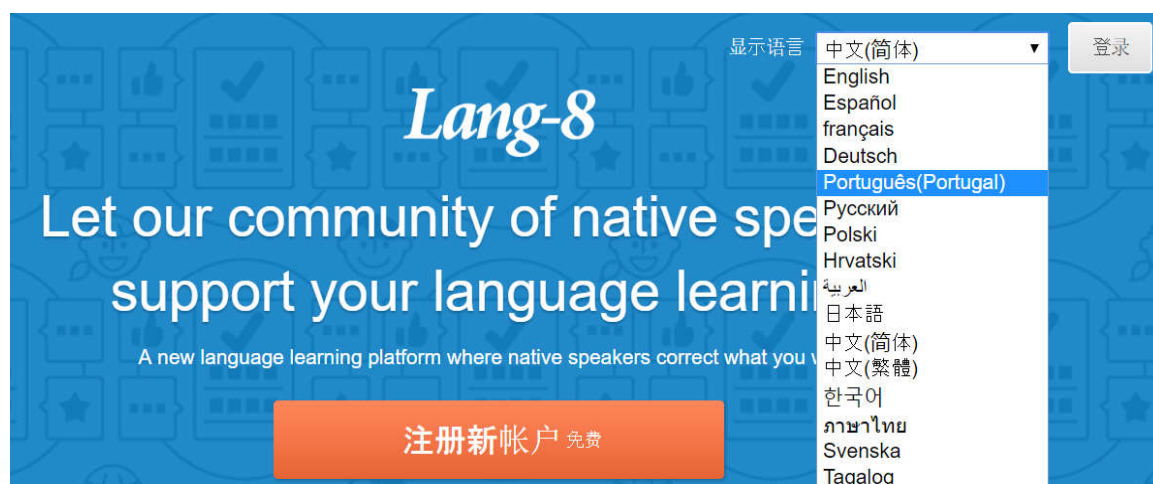 显示语言 中文(简体) 登录
English
Español
français
Deutsch
Português(Portugal)
Русский
Polski
Hrvatski
العربية
日本語
中文(简体)
中文(繁體)
한국어
ภาษาไทย
Svenska
Tagalog
Lang-8
Let our community of native
support your language
A new language learning platform where native speakers correct what you
注册新帐户 免费